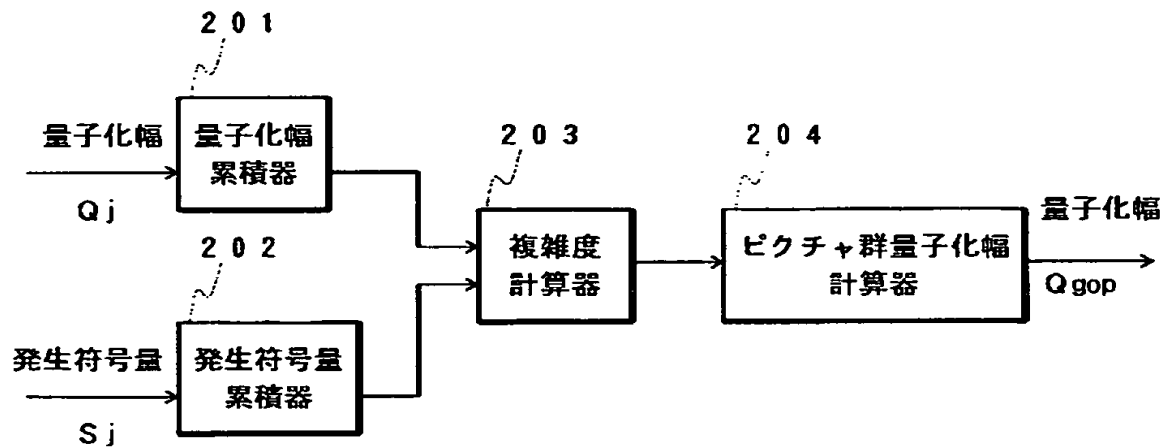 ２０１
量子化幅
Ｑｊ
量子化幅
累積器
２０２
発生符号量
Ｓｊ
発生符号量
累積器
２０３
複雑度
計算器
２０４
ピクチャ群量子化幅
計算器
量子化幅
Ｑgop